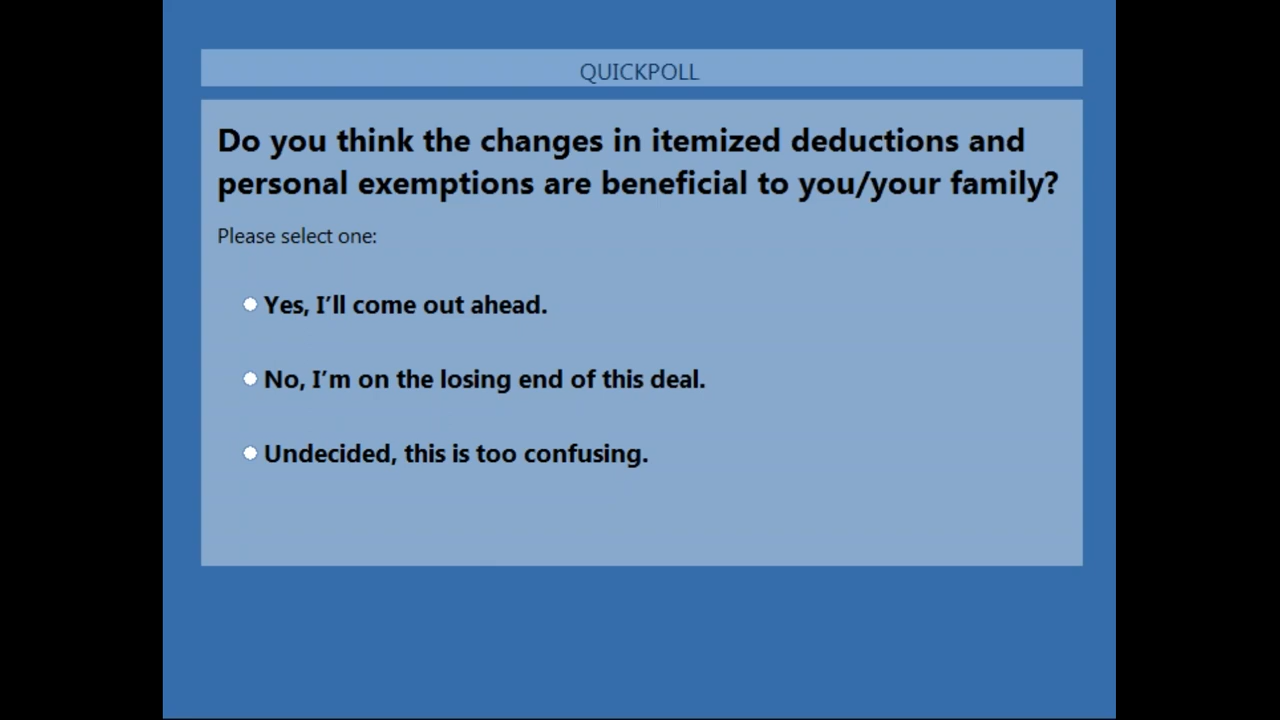 QUICKPOLL
Do you think the changes in itemized deductions and
personal exemptions are beneficial to you/your family?
Please select one:
Yes, I’ll come out ahead.
No, I’m on the losing end of this deal.
Undecided, this is too confusing.